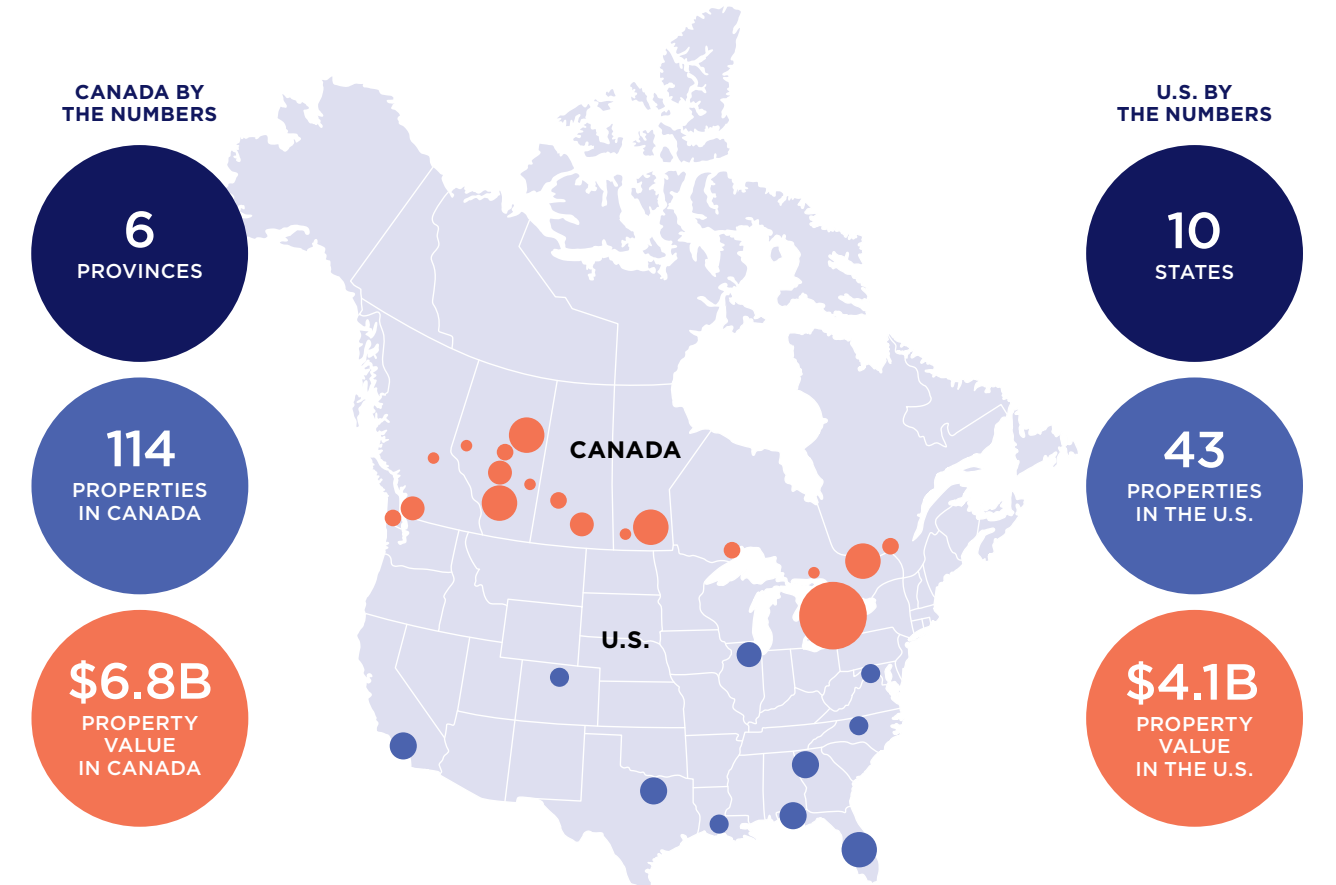 CANADA BY
THE NUMBERS
6
PROVINCES
114
PROPERTIES
IN CANADA
$6.8B
PROPERTY
VALUE
IN CANADA
CANADA
U.S.
U.S. BY
THE NUMBERS
10
STATES
43
PROPERTIES
IN THE U.S.
$4.1B
PROPERTY
VALUE
IN THE U.S.